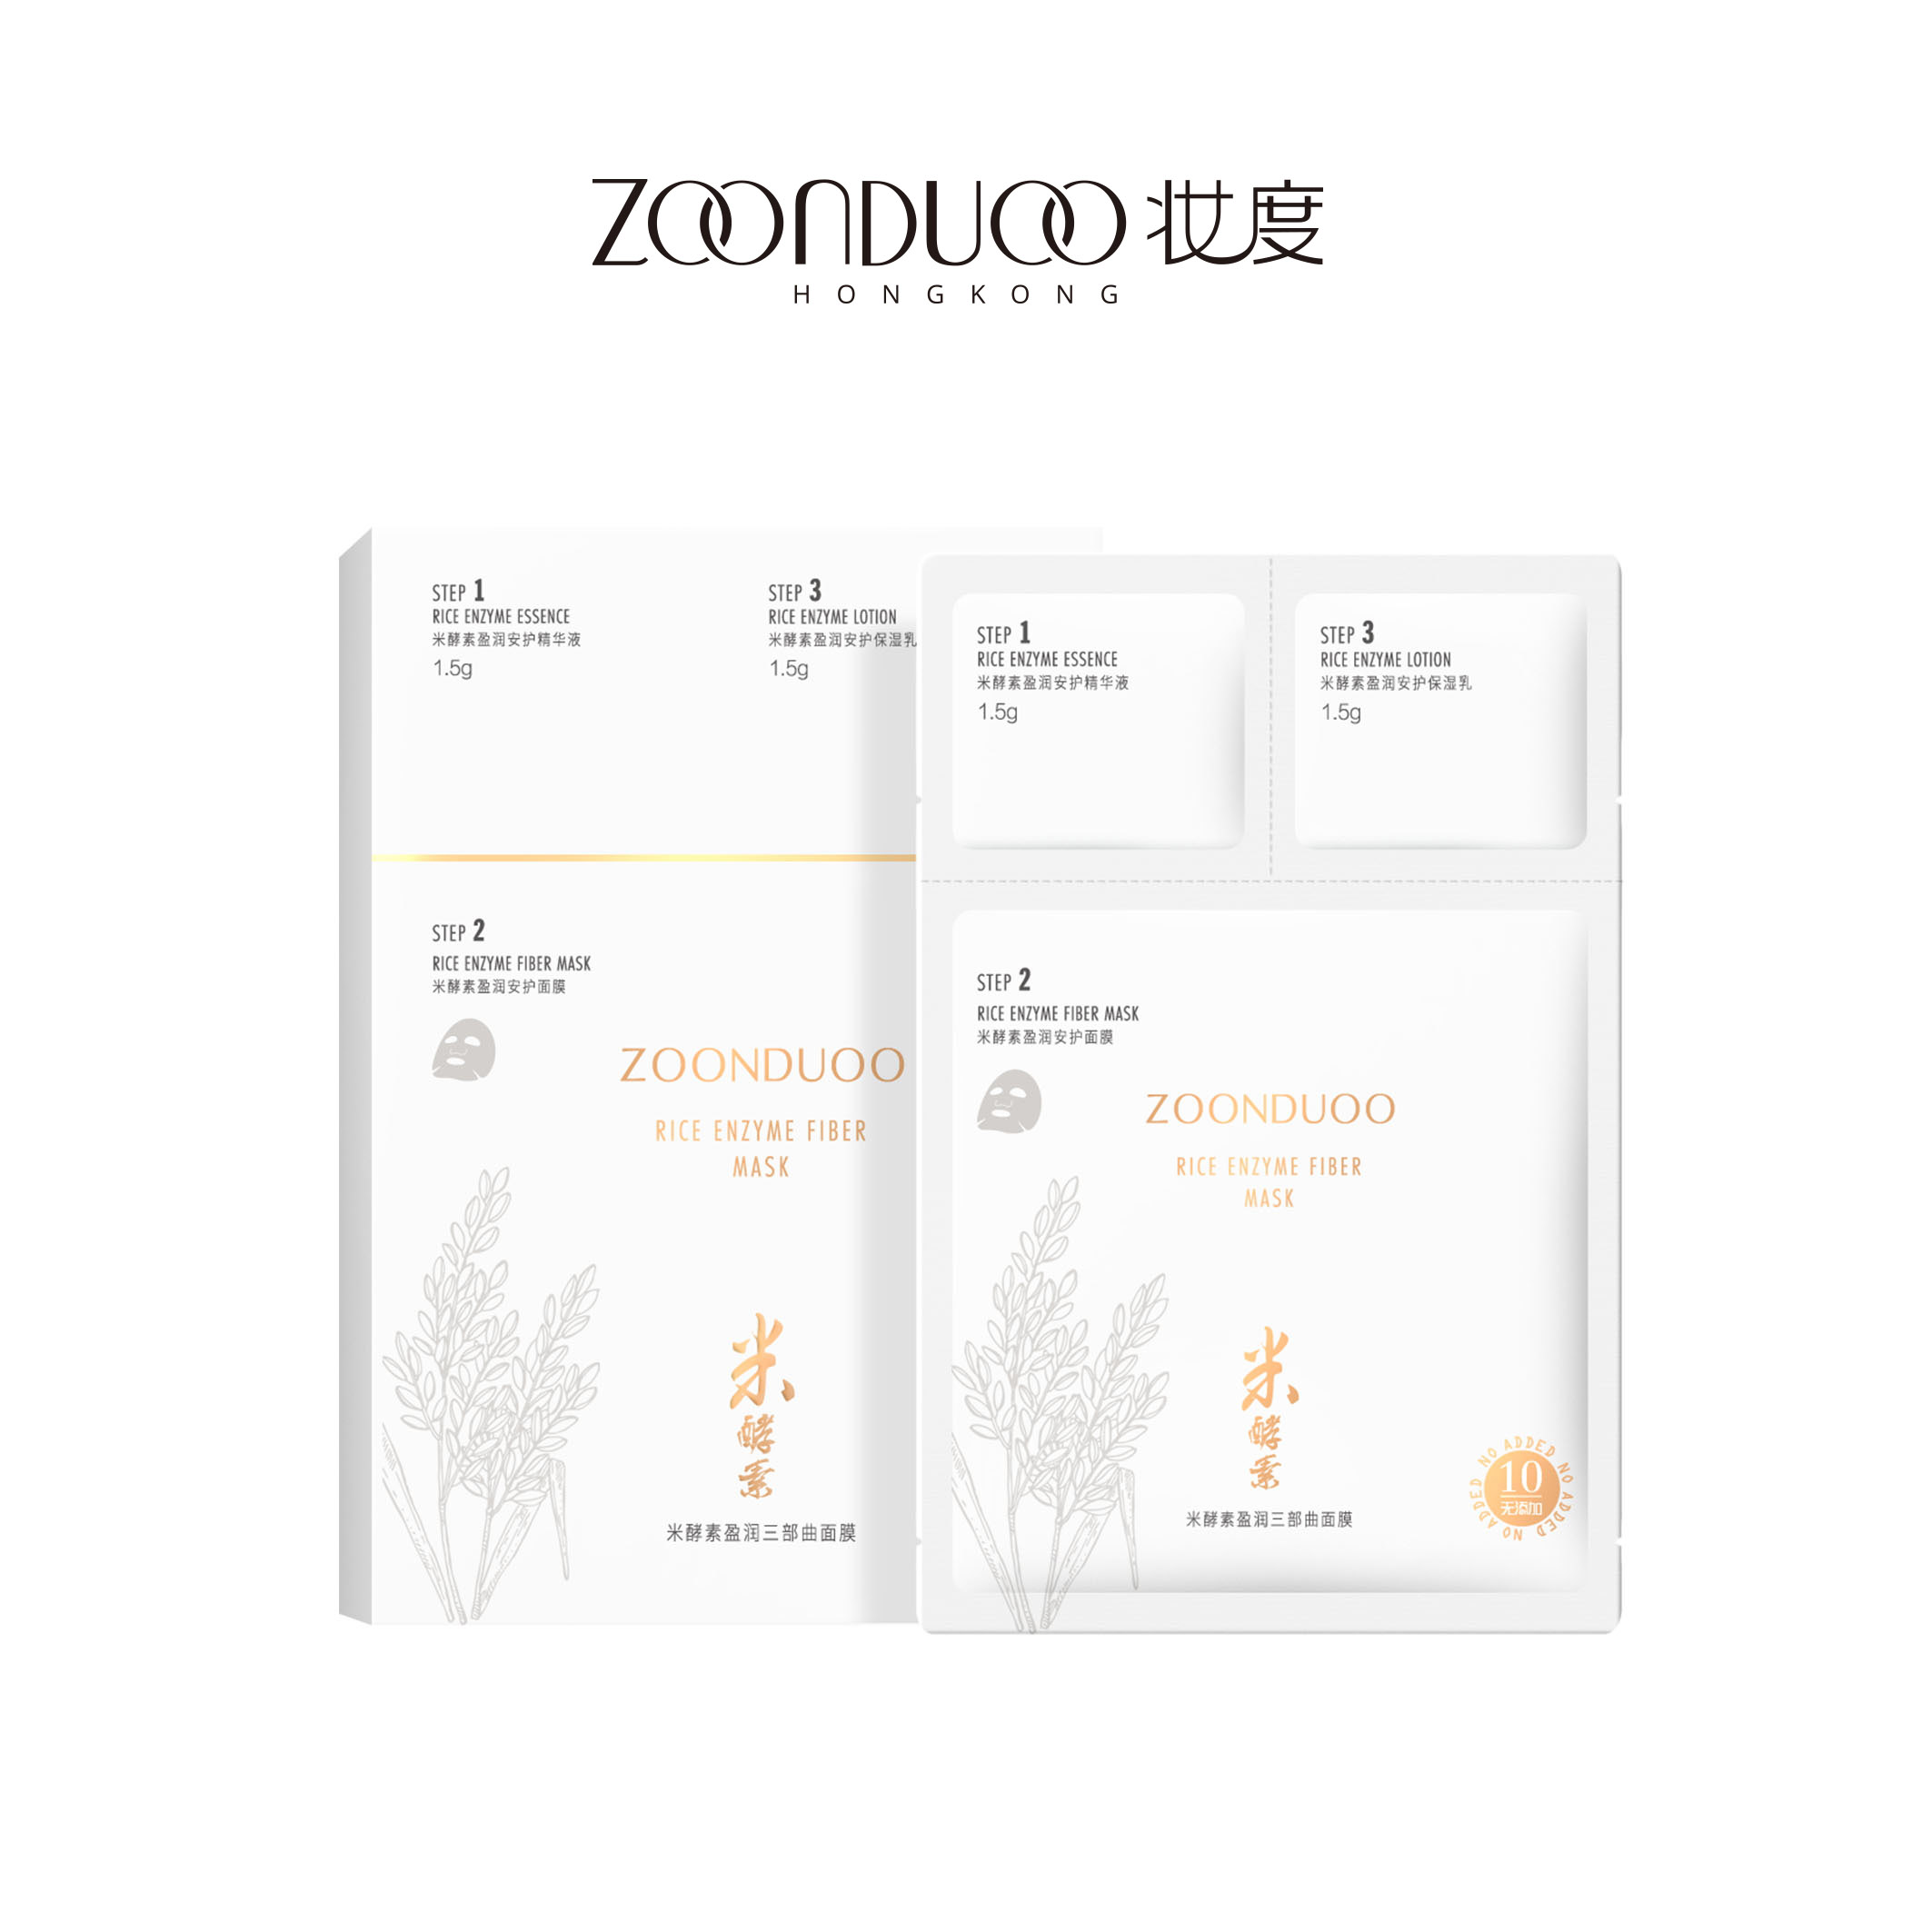 ZOONDUOO 妆度
HONGKONG
STEP 1
RICE ENZYME ESSENCE
米酵素盈润安护精华液
1.5g
STEP 3
RICE ENZYME LOTION
米酵素盈润安护保湿乳
1.5g
STEP 2
RICE ENZYME FIBER MASK
米酵素盈润安护面膜
ZOONDUOO
RICE ENZYME FIBER
MASK
米
酵
素
米酵素盈润三部曲面膜
STEP 1
RICE ENZYME ESSENCE
米酵素盈润安护精华液
1.5g
STEP 3
RICE ENZYME LOTION
米酵素盈润安护保湿乳
1.5g
STEP 2
RICE ENZYME FIBER MASK
米酵素盈润安护面膜
ZOONDUOO
RICE ENZYME FIBER
MASK
米
酵
素
米酵素盈润三部曲面膜
NO ADDED NO ADDED NO ADDED
10
无添加